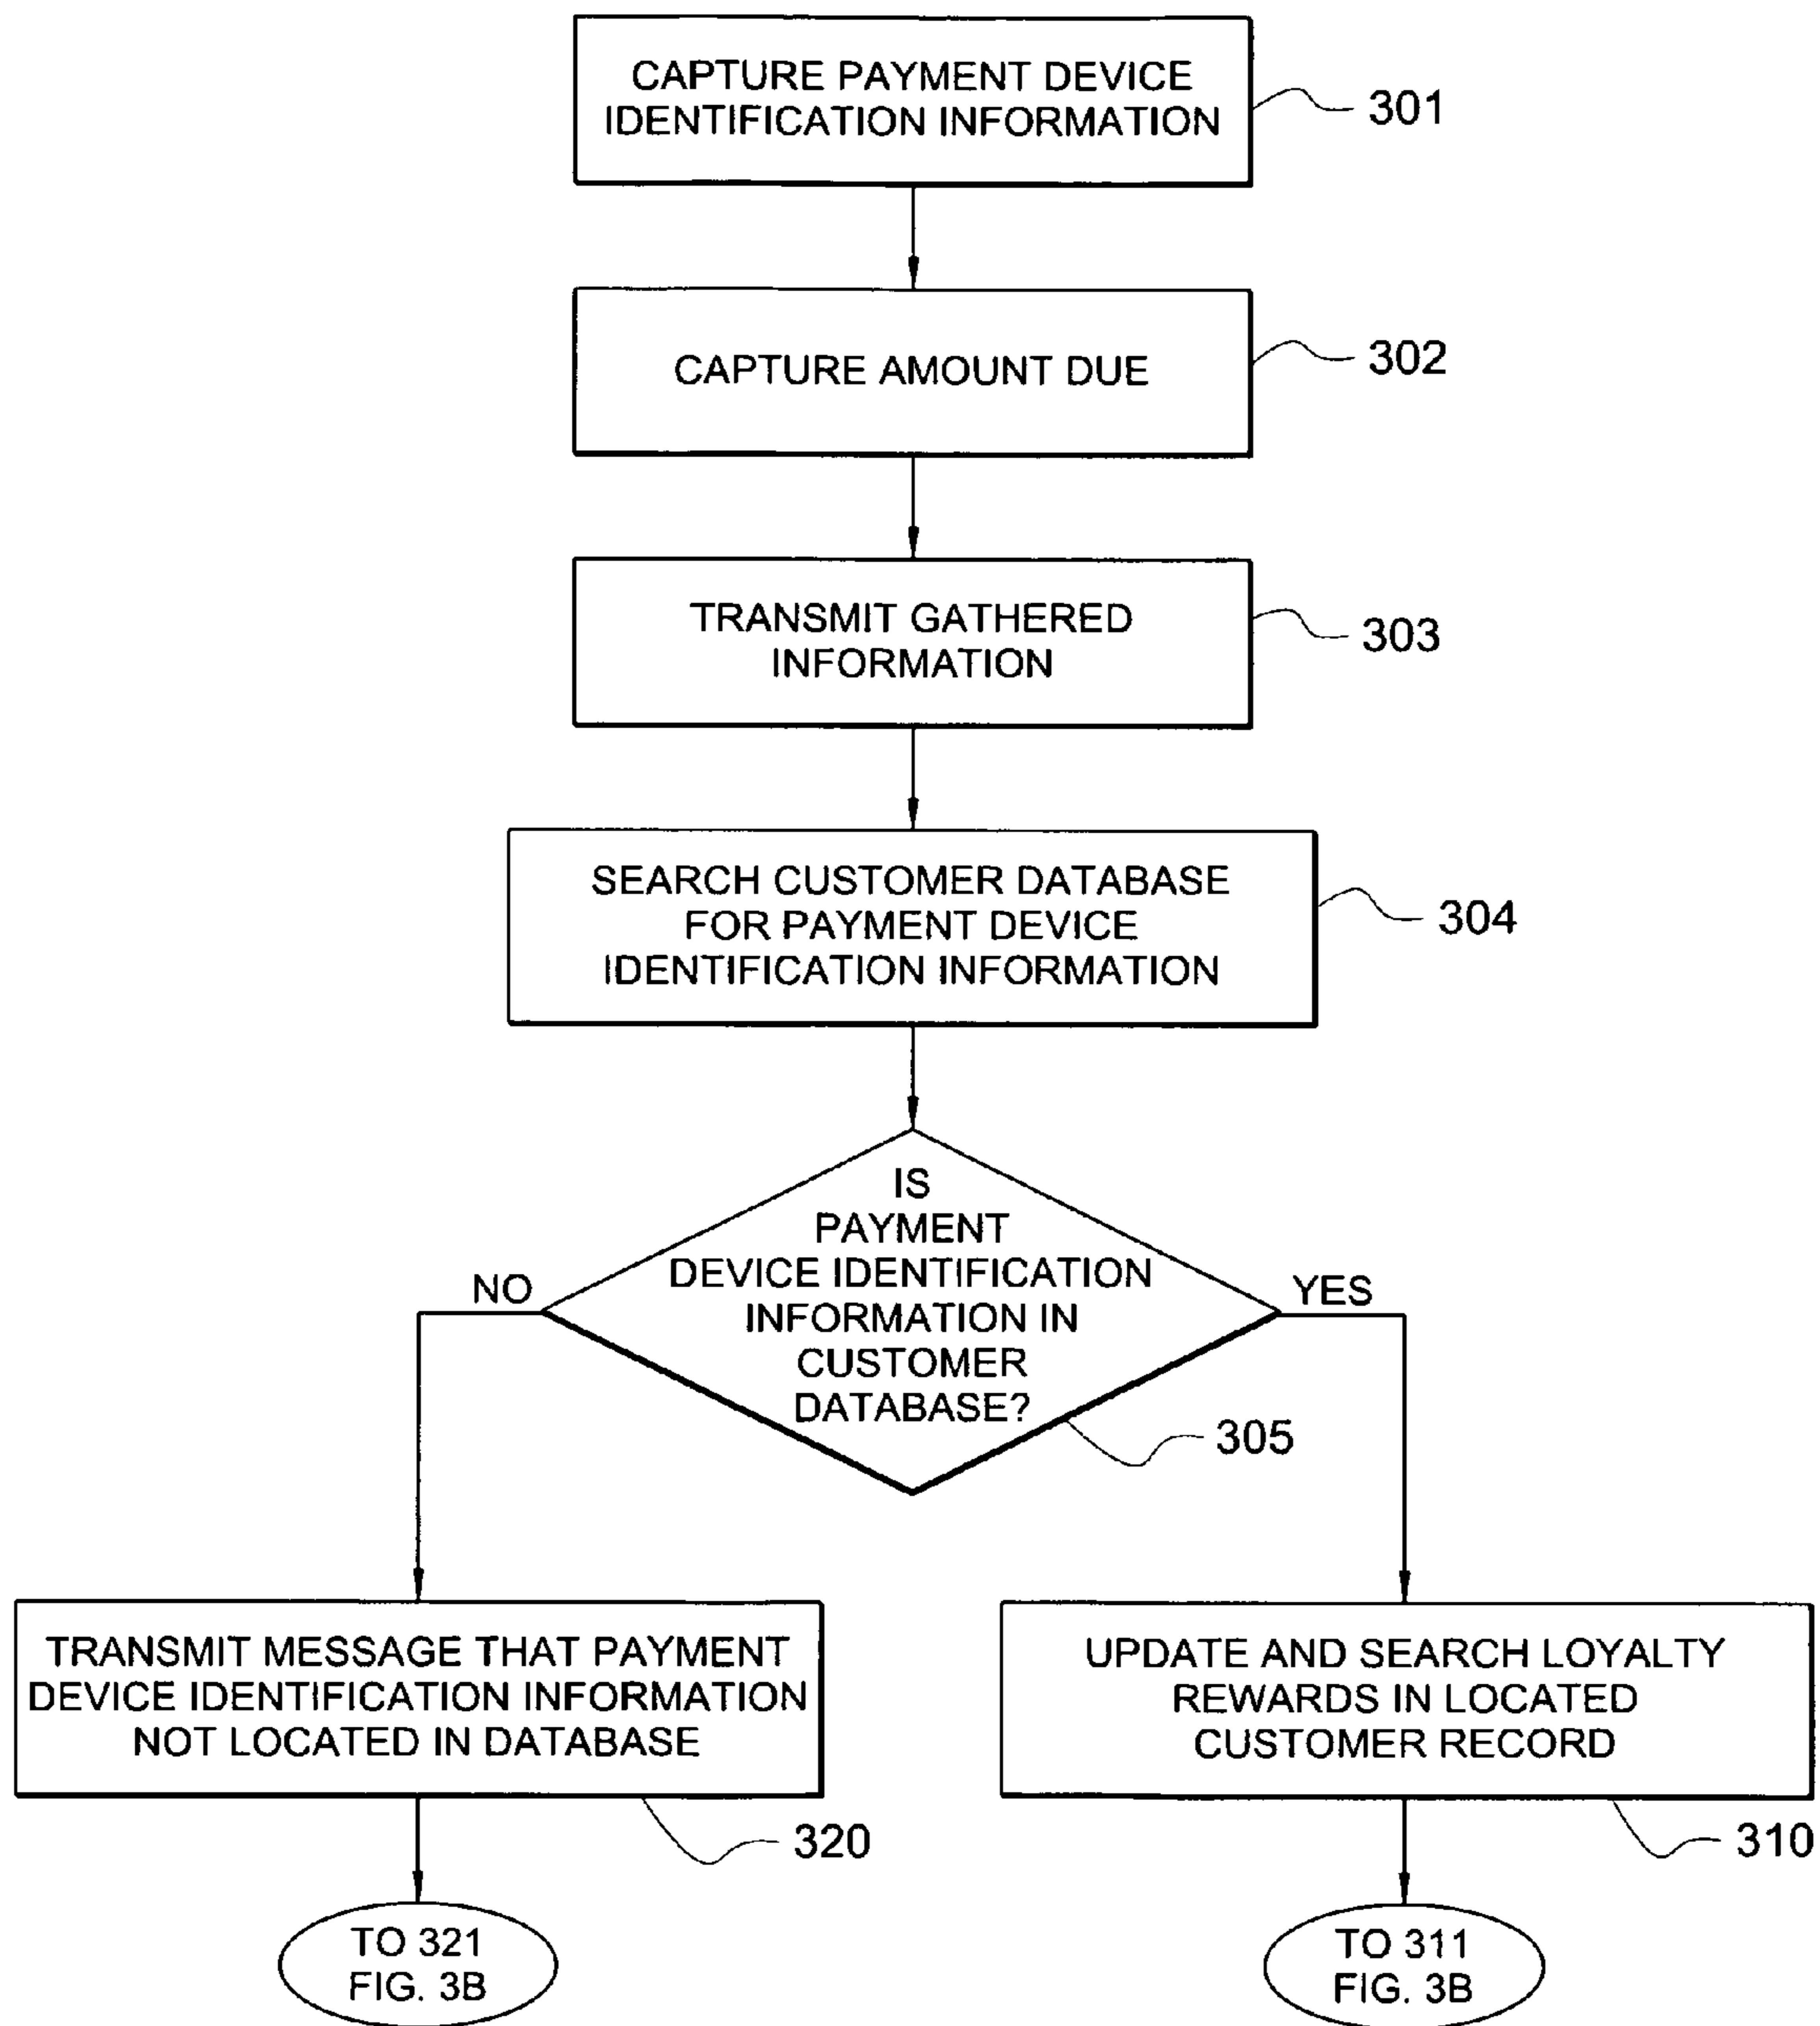 CAPTURE PAYMENT DEVICE
IDENTIFICATION INFORMATION
301
CAPTURE AMOUNT DUE
302
TRANSMIT GATHERED
INFORMATION
303
SEARCH CUSTOMER DATABASE
FOR PAYMENT DEVICE
IDENTIFICATION INFORMATION
304
IS
PAYMENT
DEVICE IDENTIFICATION
INFORMATION IN
CUSTOMER
DATABASE?
NO
YES
305
TRANSMIT MESSAGE THAT PAYMENT
DEVICE IDENTIFICATION INFORMATION
NOT LOCATED IN DATABASE
320
UPDATE AND SEARCH LOYALTY
REWARDS IN LOCATED
CUSTOMER RECORD
310
TO 321
FIG. 3B
TO 311
FIG. 3B